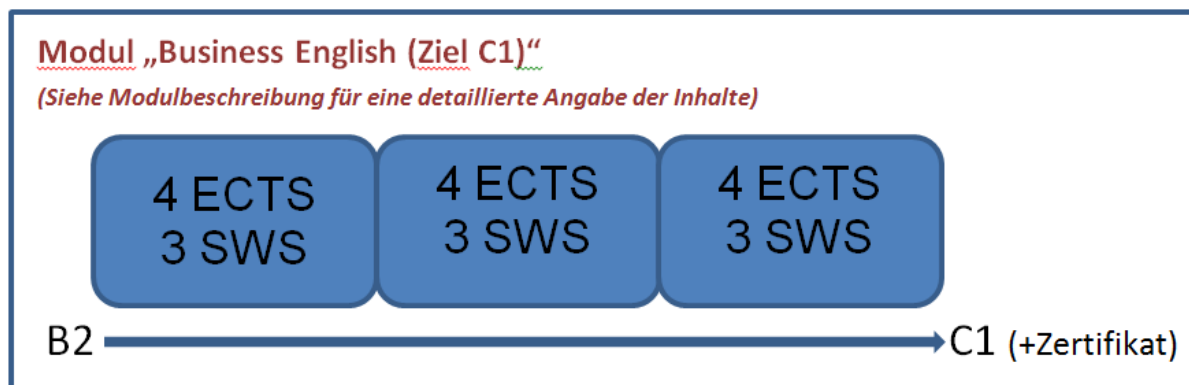 Modul „Business English (Ziel C1)“
(Siehe Modulbeschreibung für eine detaillierte Angabe der Inhalte)
4 ECTS
3 SWS
4 ECTS
3 SWS
4 ECTS
3 SWS
B2
C1 (+Zertifikat)